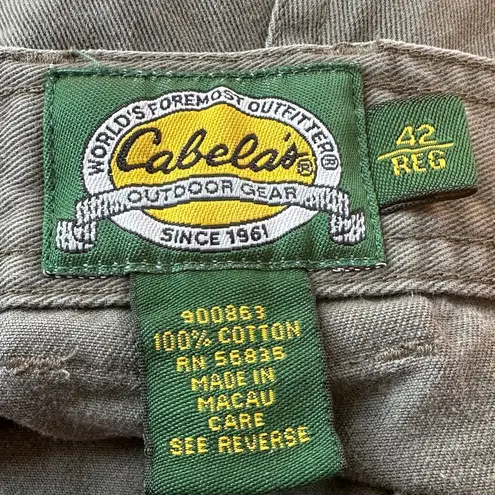 WORLD'S FOREMOST OUTFITTER®
Cabela's®
OUTDOOR GEAR
SINCE 1961
42
REG
900863
100% COTTON
RN 56835
MADE IN
MACAU
CARE
SEE REVERSE